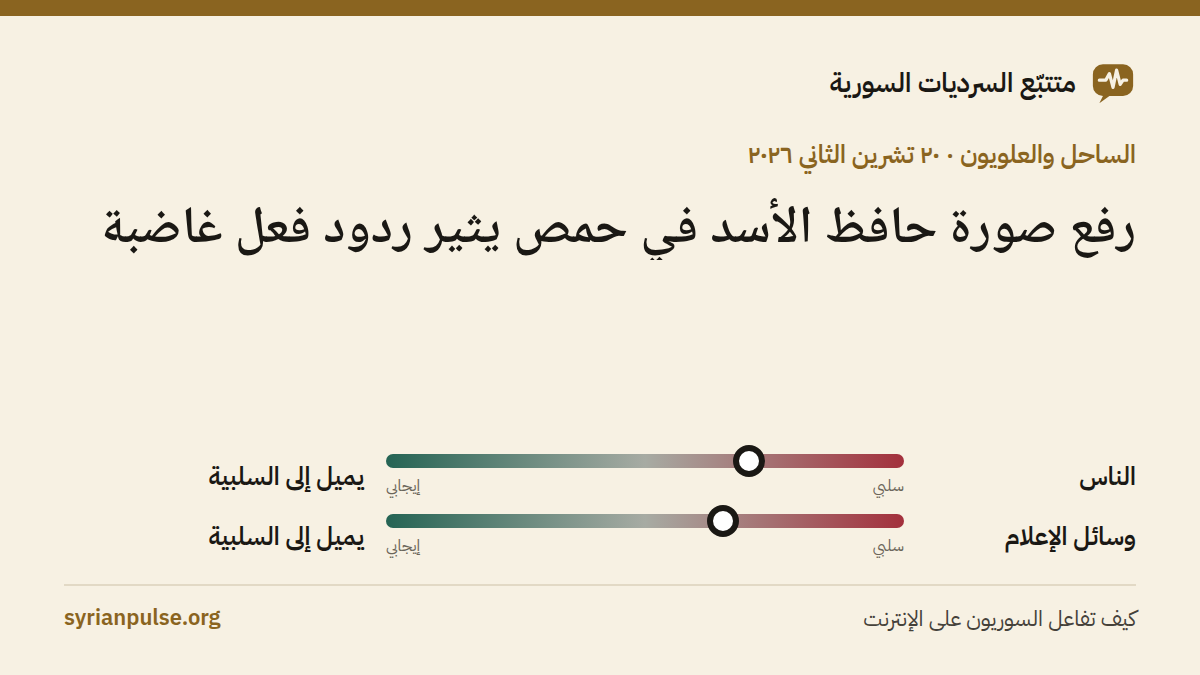 متتبّع السرديات السورية
الساحل والعلويون · ٢٠ تشرين الثاني ٢٠٢٦
رفع صورة حافظ الأسد في حمص يثير ردود فعل غاضبة
الناس
سلبي
إيجابي
يميل إلى السلبية
وسائل الإعلام
سلبي
إيجابي
يميل إلى السلبية
كيف تفاعل السوريون على الإنترنت
syrianpulse.org